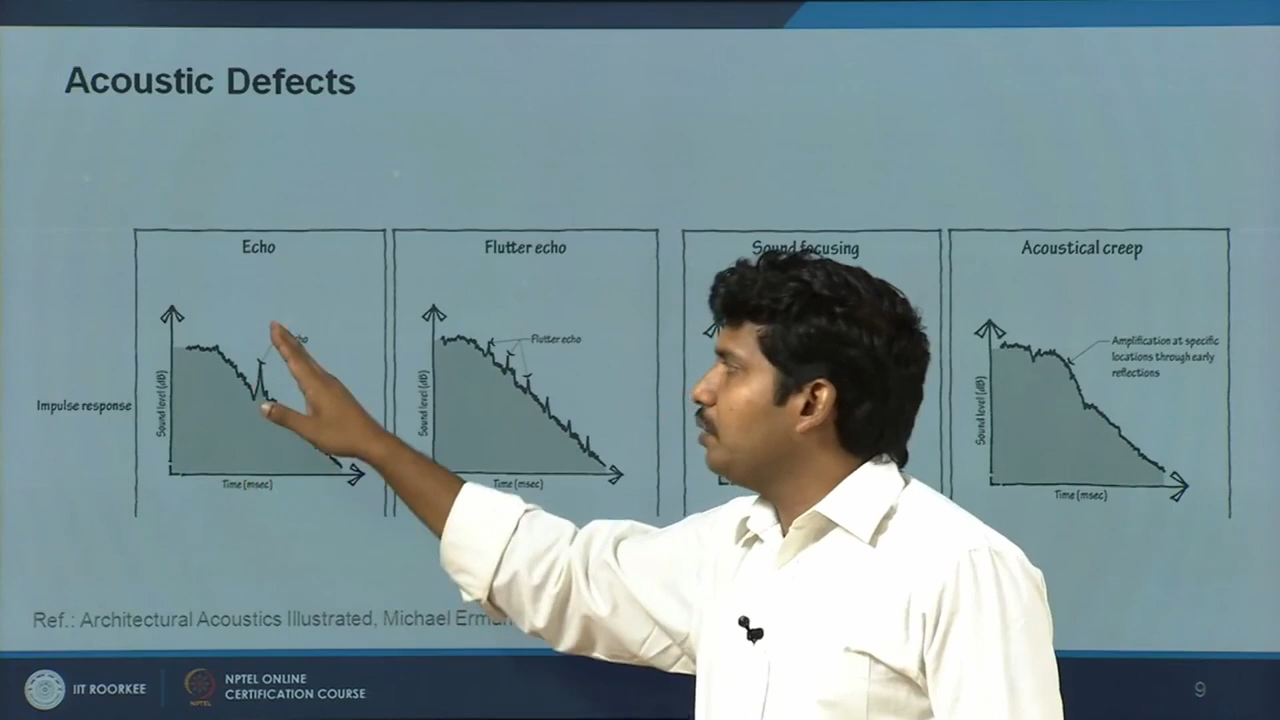 Acoustic Defects
Echo
Flutter echo
Sound focusing
Acoustical creep
Flutter echo
Amplification at specific
locations through early
reflections
Impulse response
Sound level (dB)
Sound level (dB)
Sound level (dB)
Time (msec)
Time (msec)
Time (msec)
Ref.: Architectural Acoustics Illustrated, Michael
IIT ROORKEE
NPTEL
NPTEL ONLINE
CERTIFICATION COURSE
9